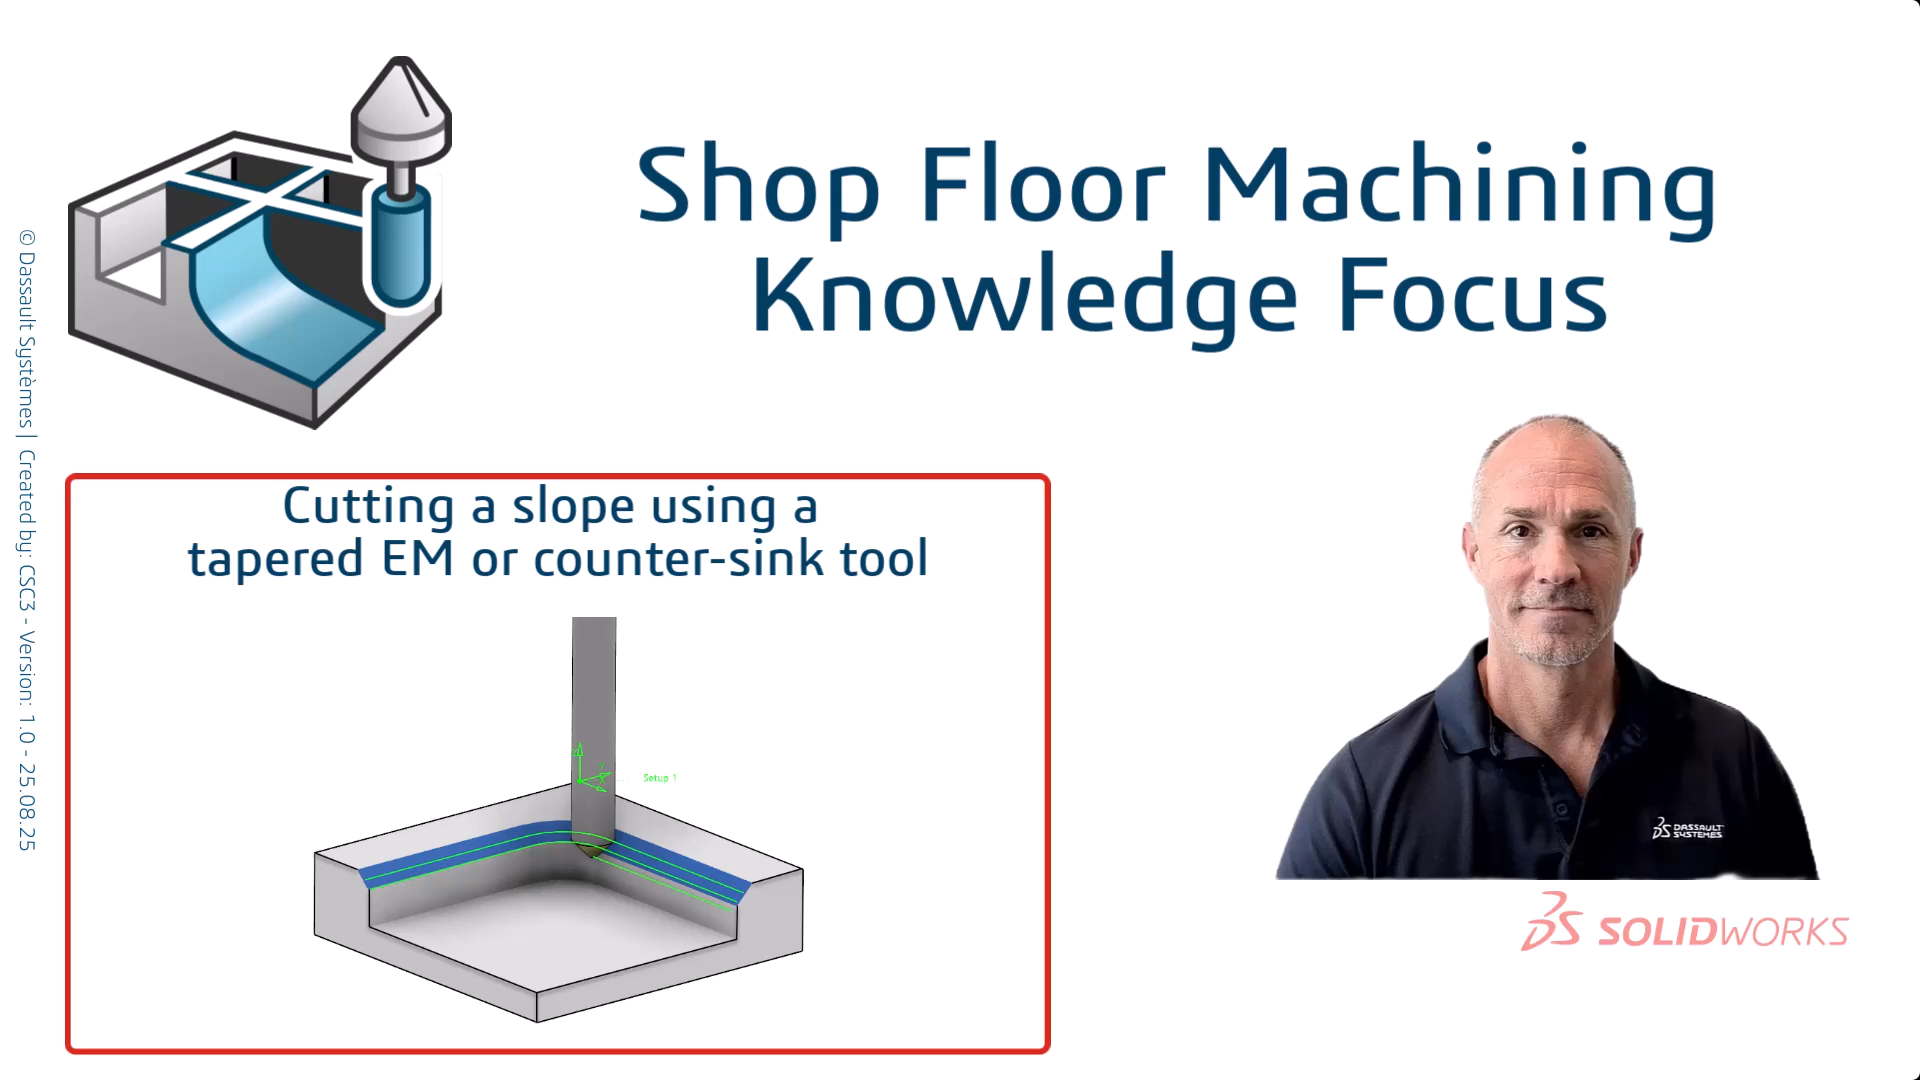 Shop Floor Machining
Knowledge Focus
© Dassault Systèmes | Created by: CSC3 - Version: 1.0 - 25.08.25
Cutting a slope using a
tapered EM or counter-sink tool
Setup 1
DASSAULT
SYSTEMES
SOLIDWORKS